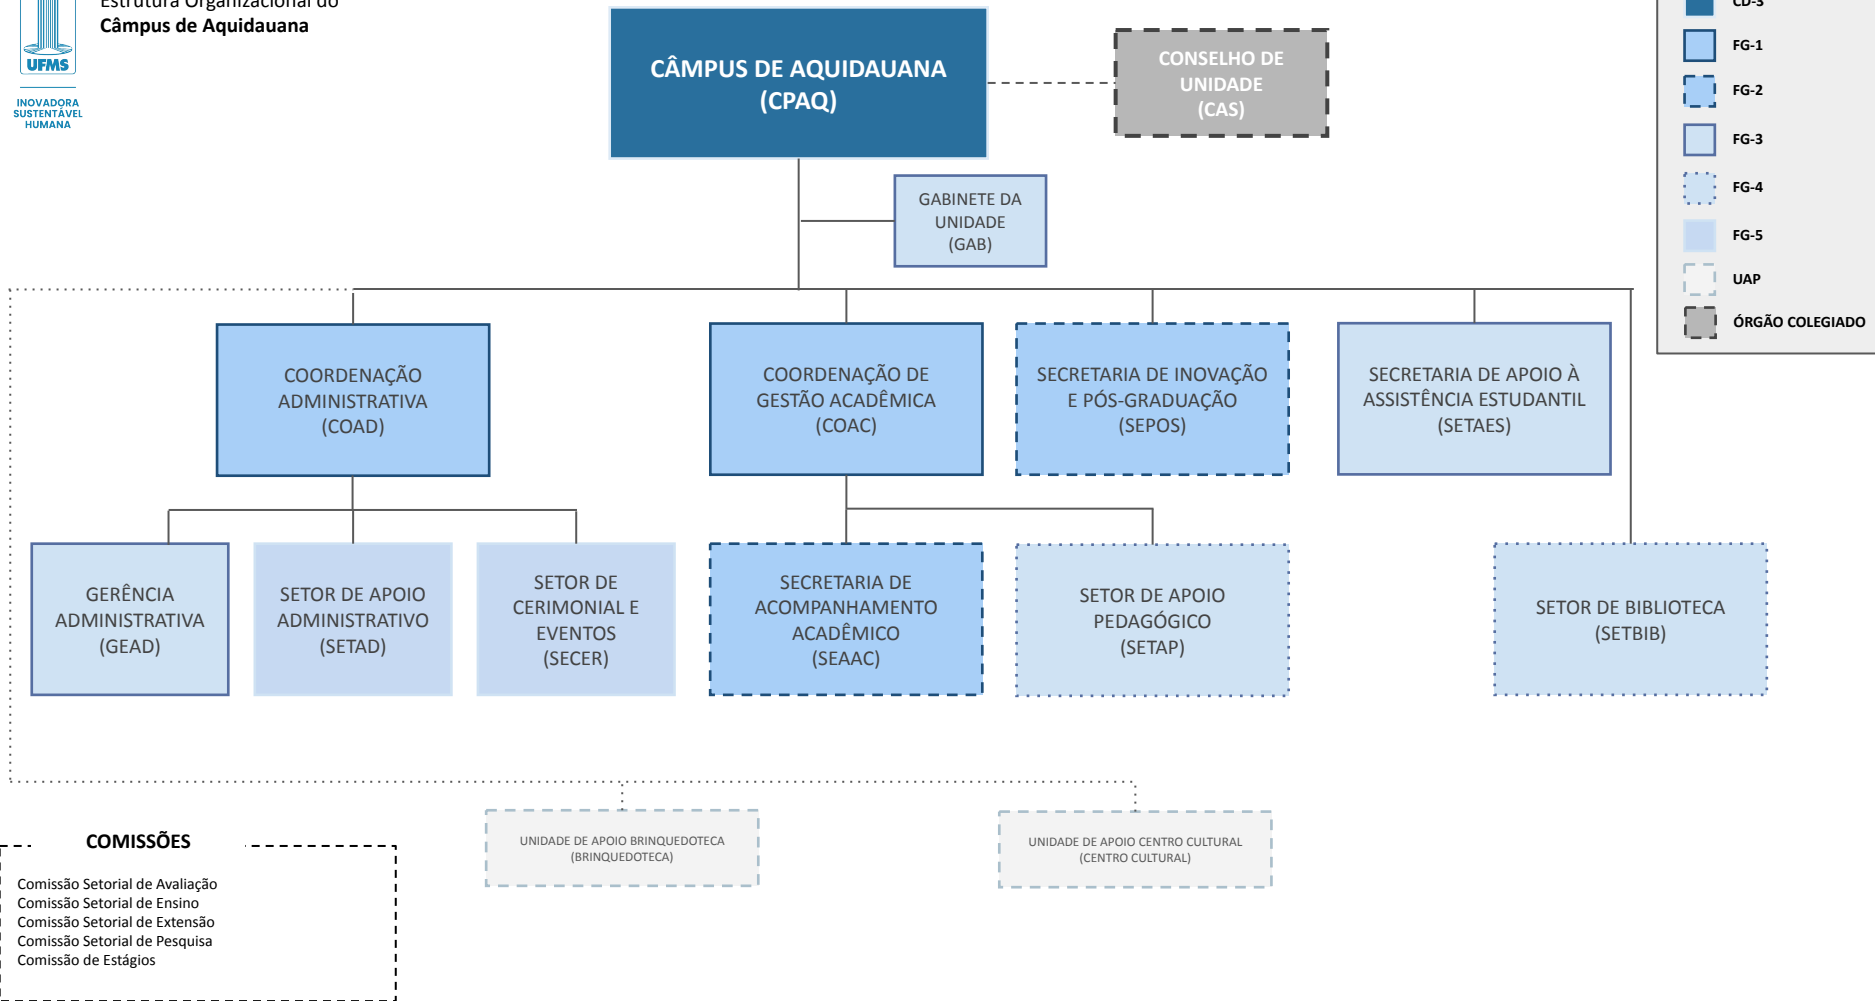 Estrutura Organizacional do
Câmpus de Aquidauana
UFMS
INOVADORA
SUSTENTÁVEL
HUMANA
CÂMPUS DE AQUIDAUANA
(CPAQ)
CONSELHO DE
UNIDADE
(CAS)
CD-3
FG-1
FG-2
FG-3
FG-4
FG-5
UAP
ÓRGÃO COLEGIADO
GABINETE DA
UNIDADE
(GAB)
COORDENAÇÃO
ADMINISTRATIVA
(COAD)
COORDENAÇÃO DE
GESTÃO ACADÊMICA
(COAC)
SECRETARIA DE INOVAÇÃO
E PÓS-GRADUAÇÃO
(SEPOS)
SECRETARIA DE APOIO À
ASSISTÊNCIA ESTUDANTIL
(SETAES)
GERÊNCIA
ADMINISTRATIVA
(GEAD)
SETOR DE APOIO
ADMINISTRATIVO
(SETAD)
SETOR DE
CERIMONIAL E
EVENTOS
(SECER)
SECRETARIA DE
ACOMPANHAMENTO
ACADÊMICO
(SEAAC)
SETOR DE APOIO
PEDAGÓGICO
(SETAP)
SETOR DE BIBLIOTECA
(SETBIB)
UNIDADE DE APOIO BRINQUEDOTECA
(BRINQUEDOTECA)
UNIDADE DE APOIO CENTRO CULTURAL
(CENTRO CULTURAL)
COMISSÕES
Comissão Setorial de Avaliação
Comissão Setorial de Ensino
Comissão Setorial de Extensão
Comissão Setorial de Pesquisa
Comissão de Estágios